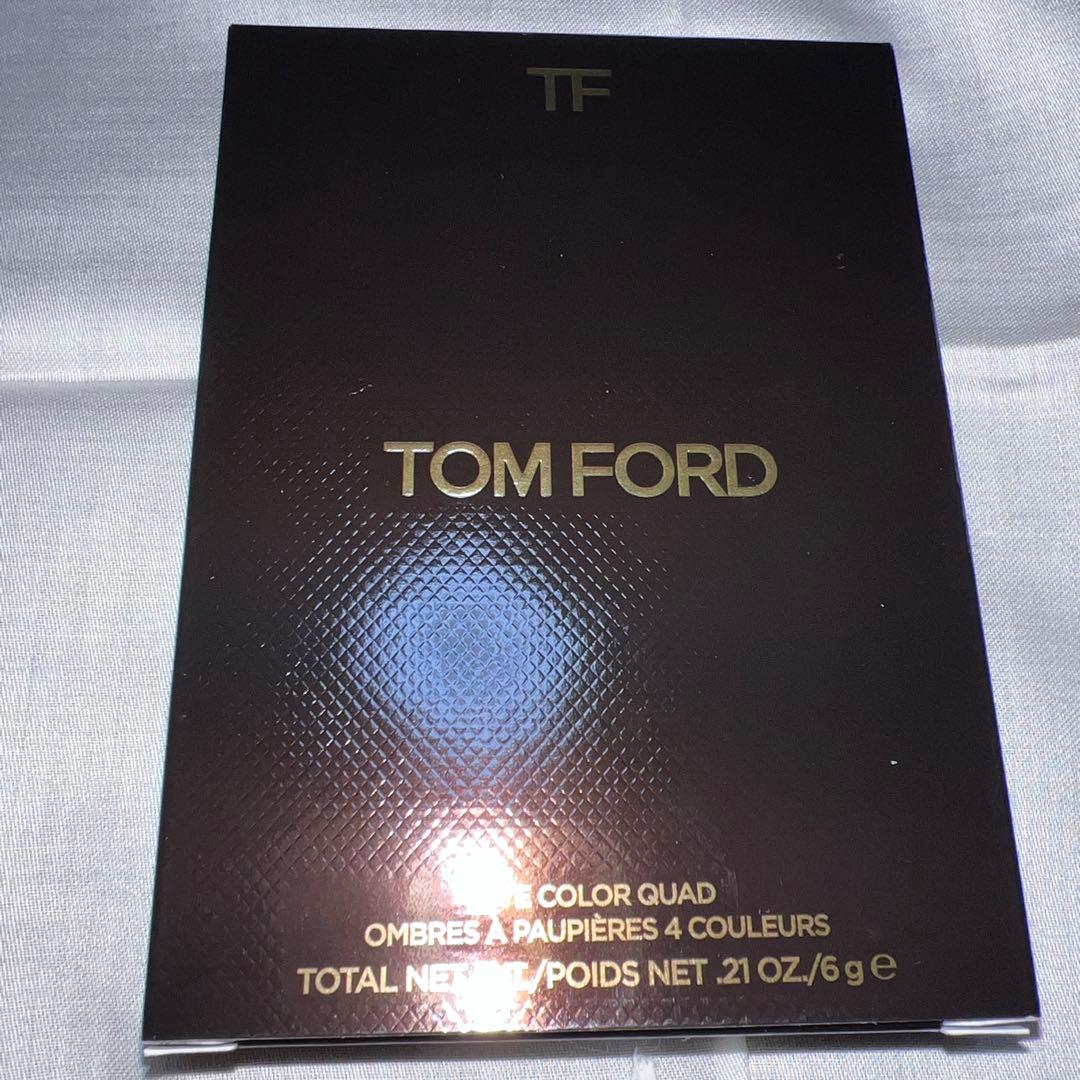 TF
TOM FORD
COLOR QUAD
OMBRES À PAUPIÈRES 4 COULEURS
TOTAL NET /POIDS NET .21 OZ./6 g e